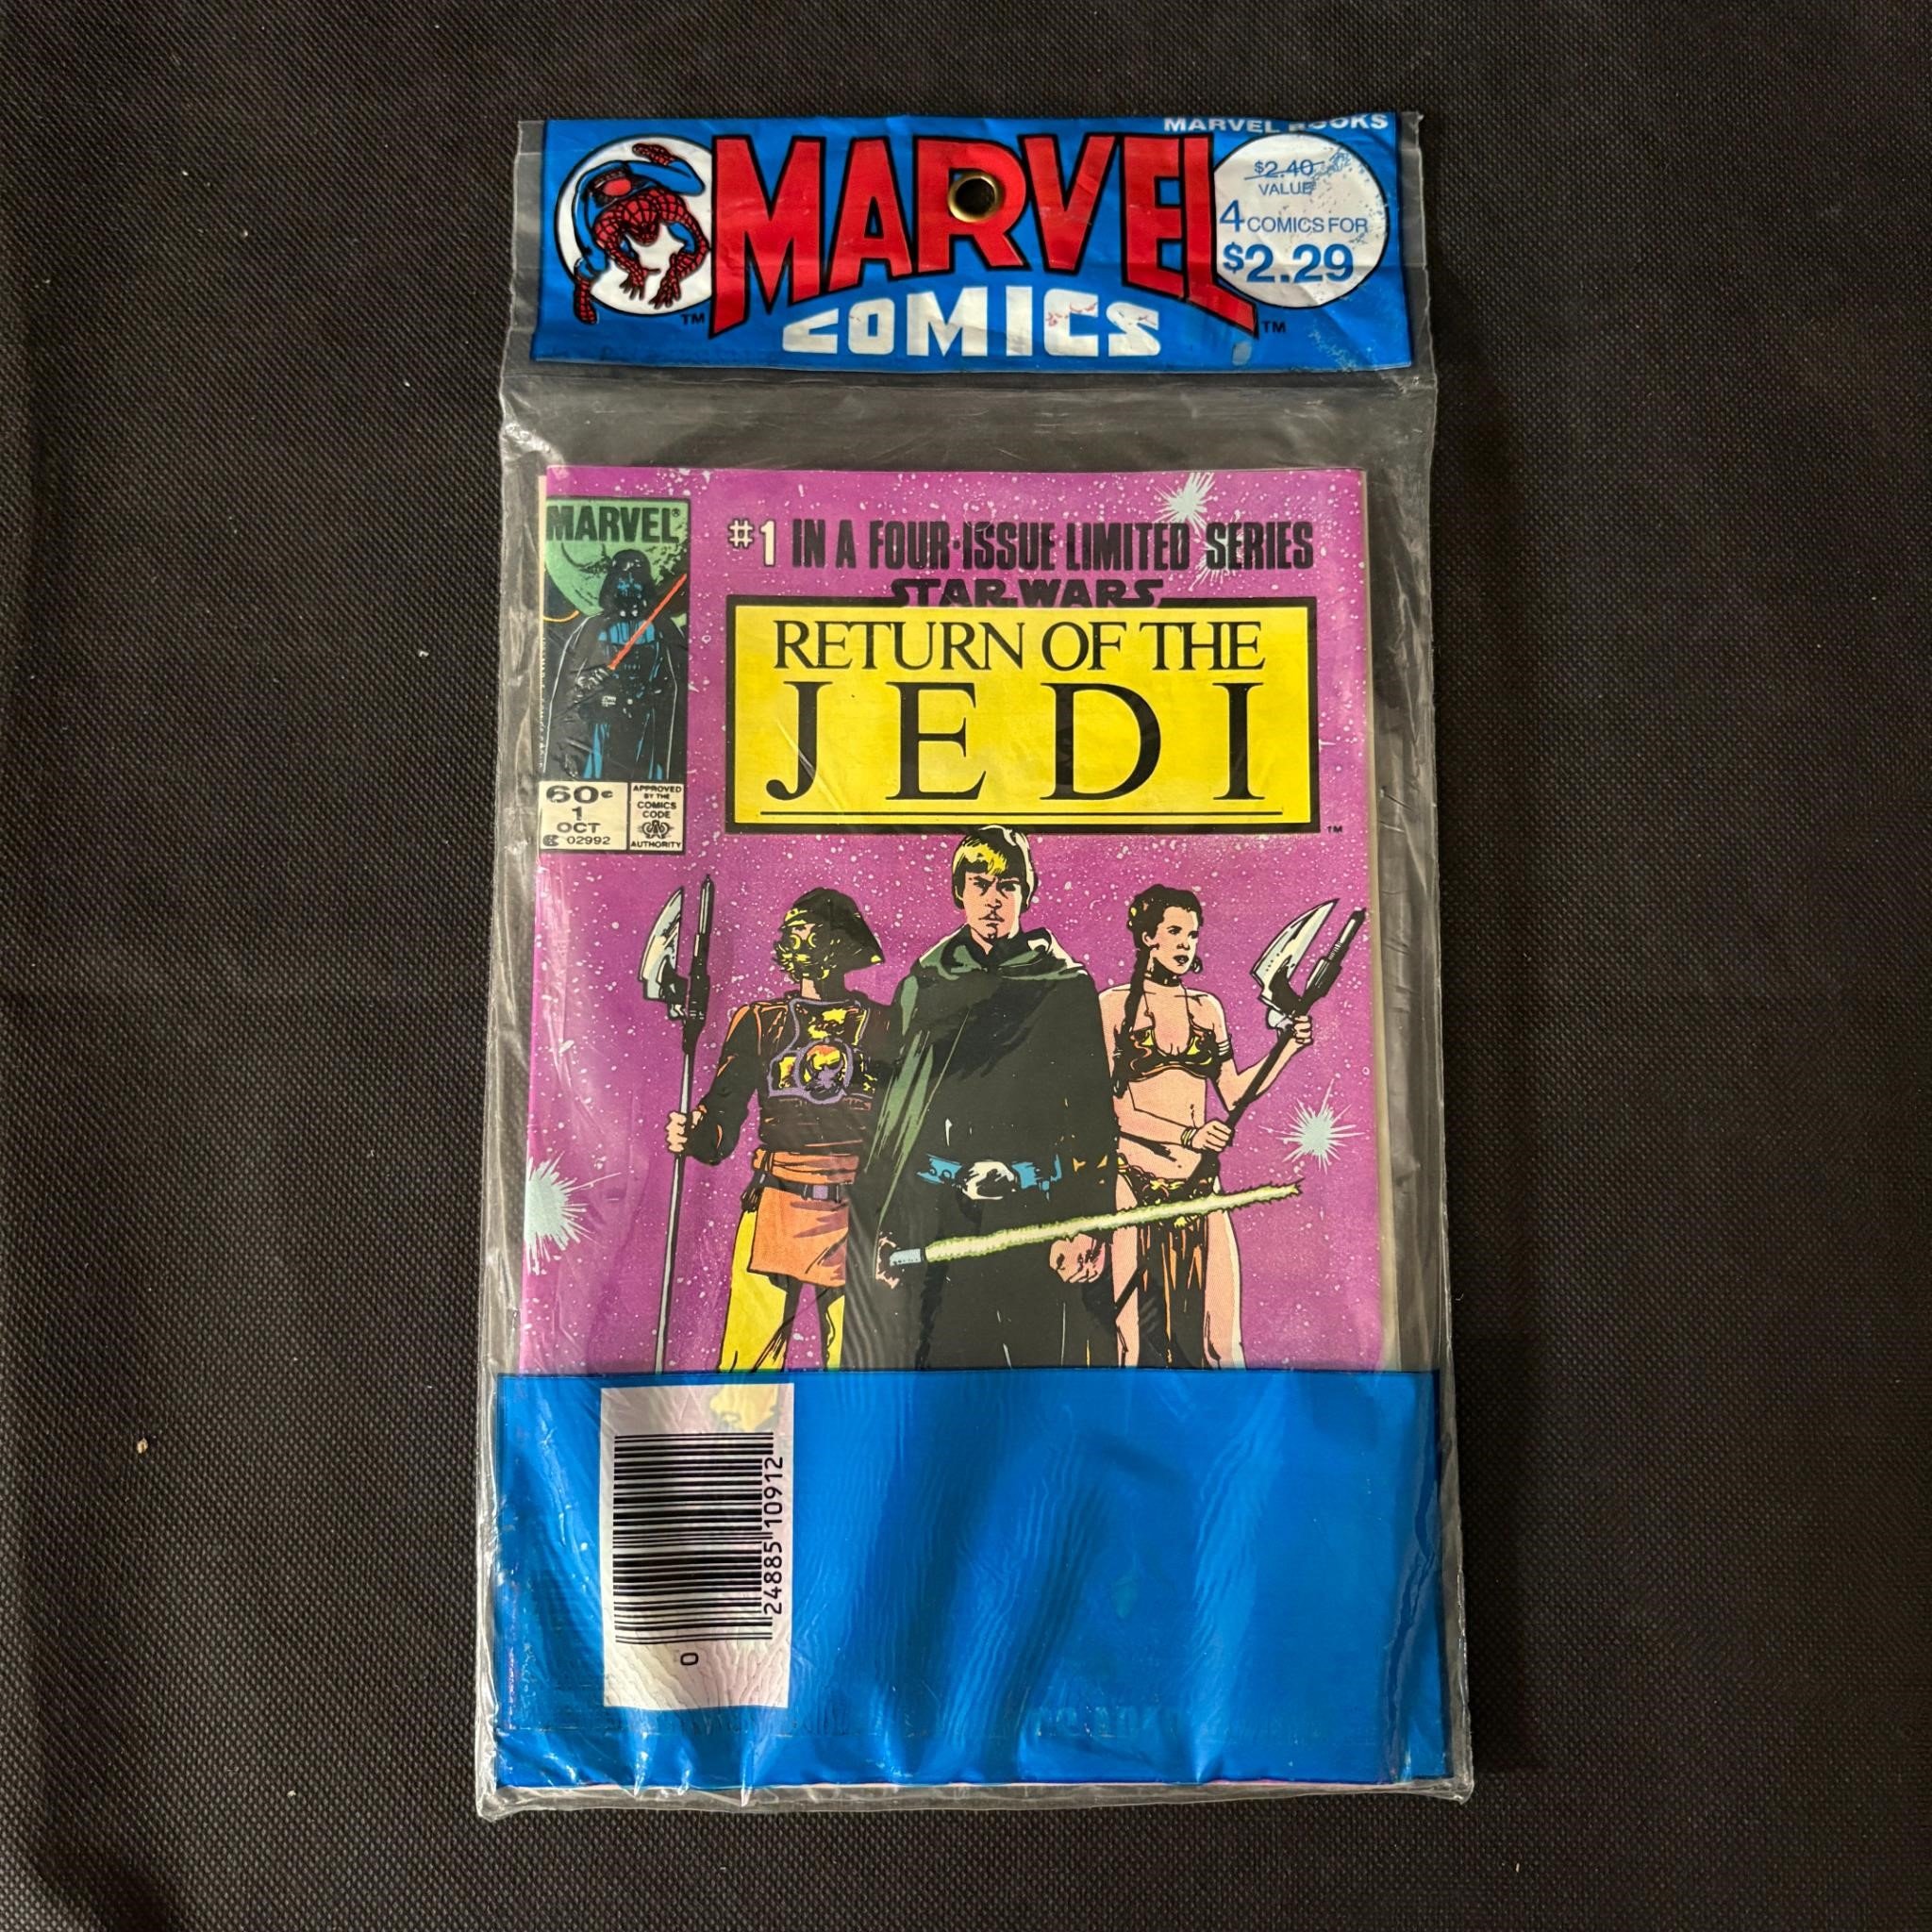 MARVEL BOOKS
MARVEL
COMICS
TM
TM
$2.40
VALUE
4 COMICS FOR
$2.29
MARVEL®
#1 IN A FOUR-ISSUE LIMITED SERIES
STAR WARS
RETURN OF THE
JEDI
TM
60¢
1
OCT
02992
APPROVED
BY THE
COMICS
CODE
AUTHORITY
24885 10912
0